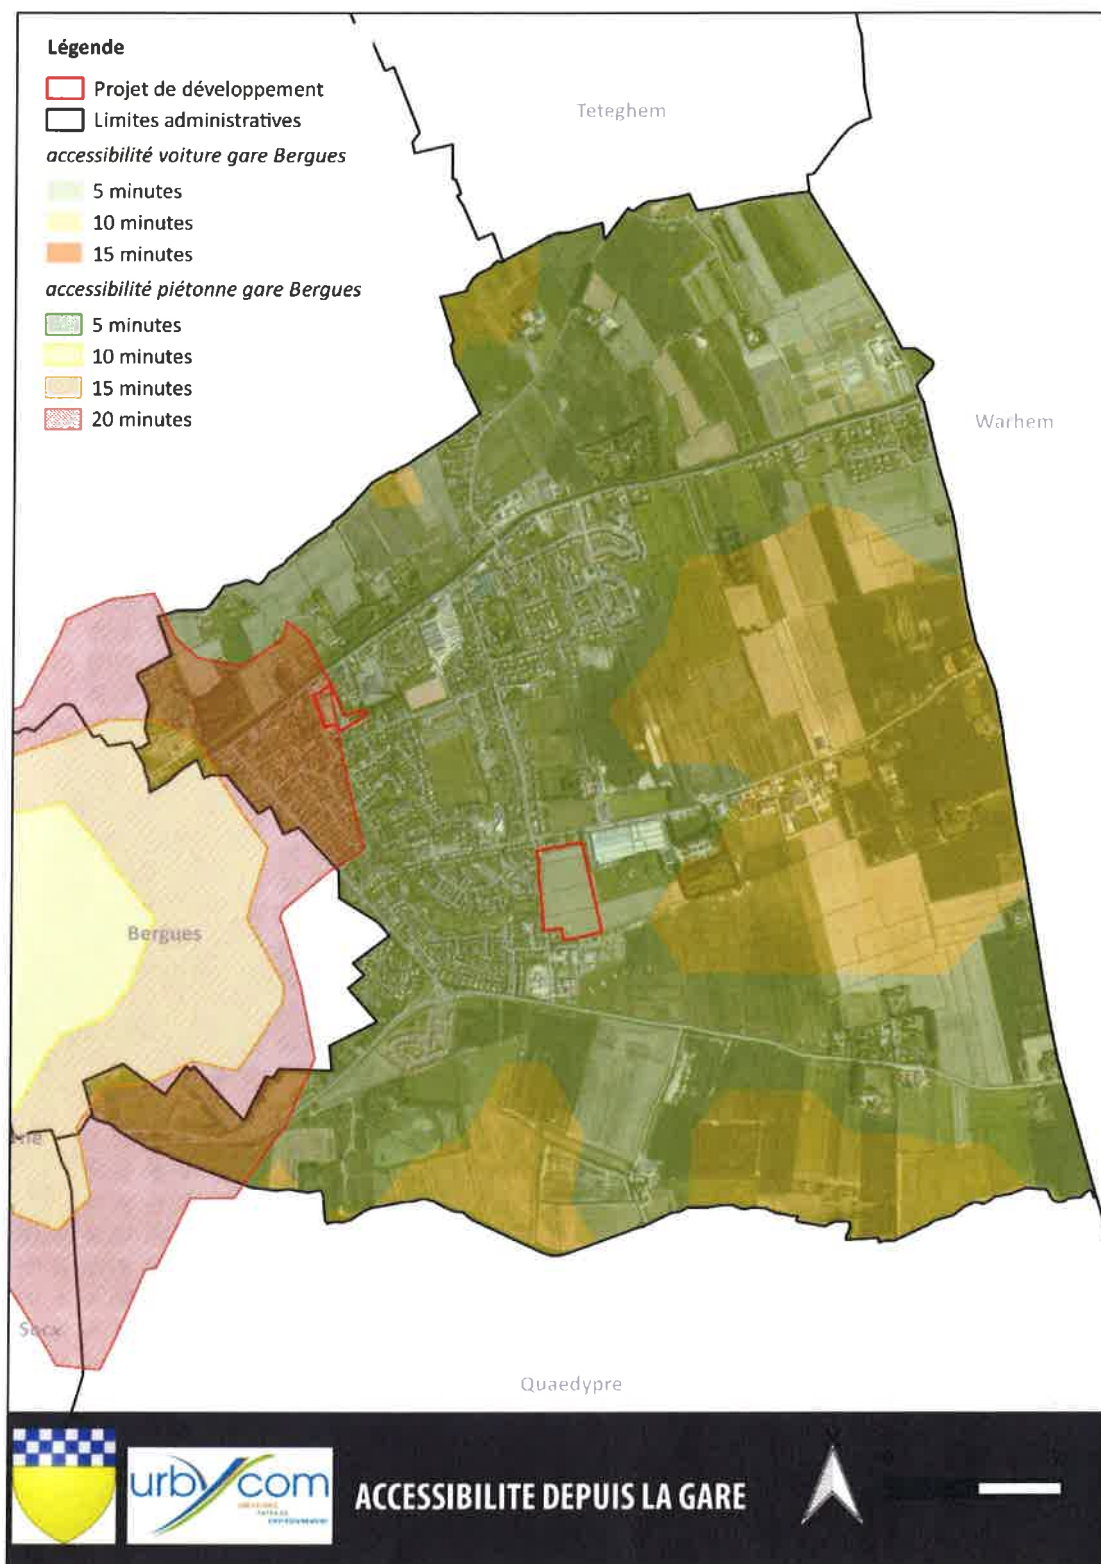 Légende
Projet de développement
Limites administratives
accessibilité voiture gare Bergues
5 minutes
10 minutes
15 minutes
accessibilité piétonne gare Bergues
5 minutes
10 minutes
15 minutes
20 minutes
Teteghem
Warhem
Bergues
Socx
Quaedypre
urbycom
ACCESSIBILITE DEPUIS LA GARE